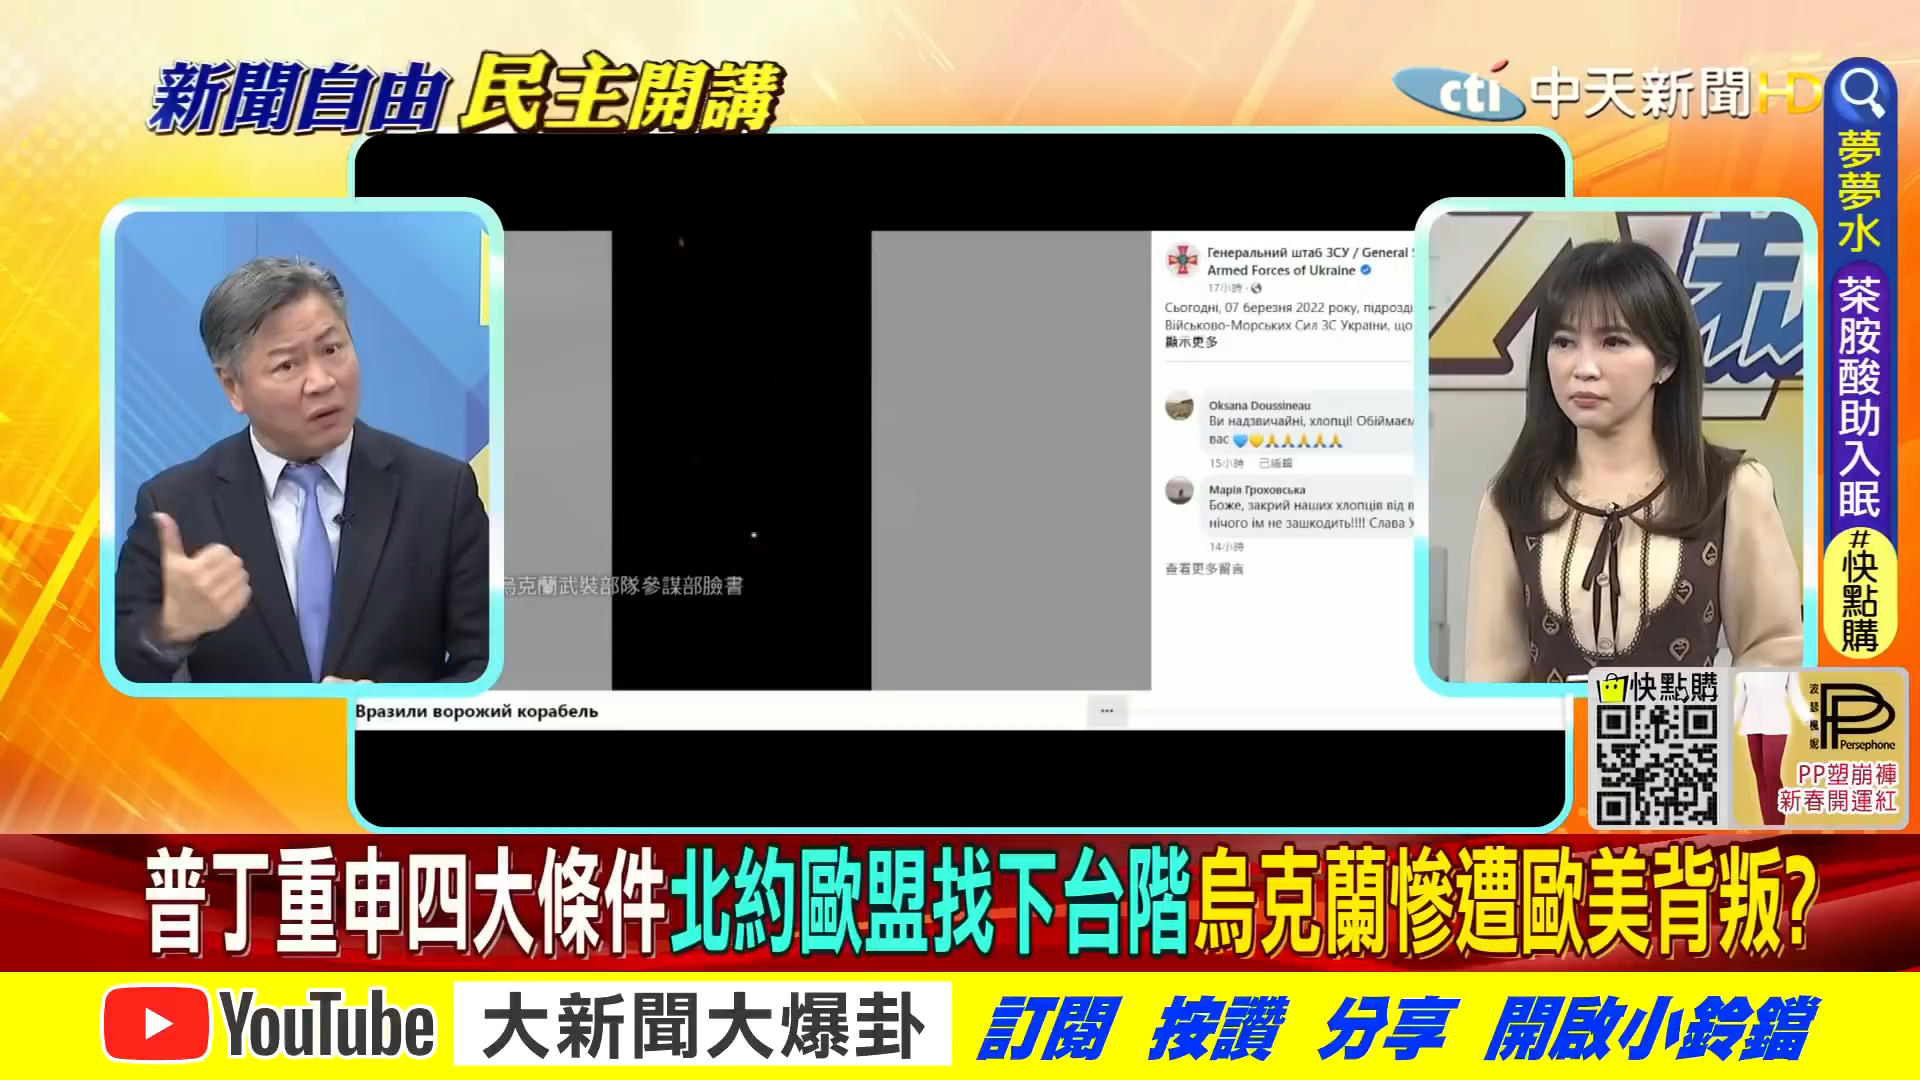 新聞自由 民主開講
cti 中天新聞HD
夢夢水
茶胺酸助入眠
#快點購
Генеральний штаб ЗСУ / General
Armed Forces of Ukraine
17小時
Сьогодні, 07 березня 2022 року, підрозді
Військово-Морських Сил ЗС України, що
顯示更多
Oksana Doussineau
Ви надзвичайні, хлопці! Обіймаєм
вас 💙💛🙏🙏🙏🙏🙏
15小時 已編輯
Марія Гроховська
Боже, закрий наших хлопців від в
нічого їм не зашкодить!!!! Слава У
14小時
查看更多留言
烏克蘭武裝部隊參謀部臉書
Вразили ворожий корабель
快點購
波瑟楓妮
PP
Persephone
PP塑崩褲
新春開運紅
普丁重申四大條件 北約歐盟找下台階 烏克蘭慘遭歐美背叛?
YouTube 大新聞大爆卦 訂閱 按讚 分享 開啟小鈴鐺